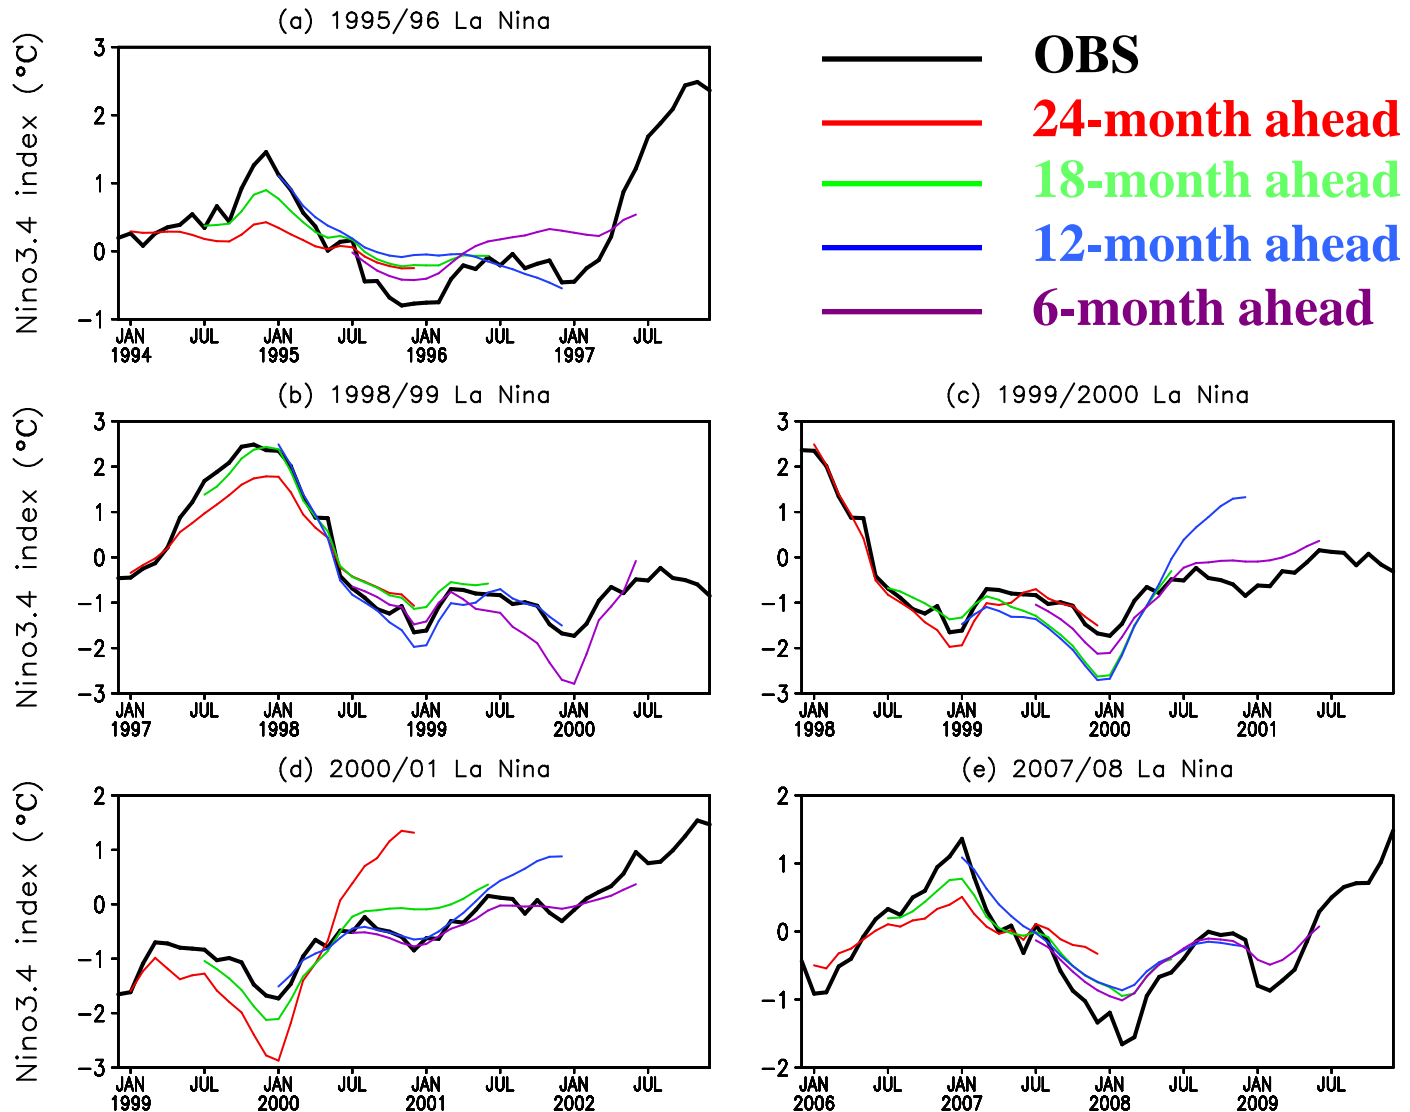 (a) 1995/96 La Nina
Nino3.4 index (°C)
3
2
1
0
−1
JAN JUL JAN JUL JAN JUL JAN JUL
1994 1995 1996 1997
OBS
24-month ahead
18-month ahead
12-month ahead
6-month ahead
(b) 1998/99 La Nina
Nino3.4 index (°C)
3
2
1
0
−1
−2
−3
JAN JUL JAN JUL JAN JUL JAN JUL
1997 1998 1999 2000
(c) 1999/2000 La Nina
3
2
1
0
−1
−2
−3
JAN JUL JAN JUL JAN JUL JAN JUL
1998 1999 2000 2001
(d) 2000/01 La Nina
Nino3.4 index (°C)
2
1
0
−1
−2
−3
JAN JUL JAN JUL JAN JUL JAN JUL
1999 2000 2001 2002
(e) 2007/08 La Nina
2
1
0
−1
−2
JAN JUL JAN JUL JAN JUL JAN JUL
2006 2007 2008 2009